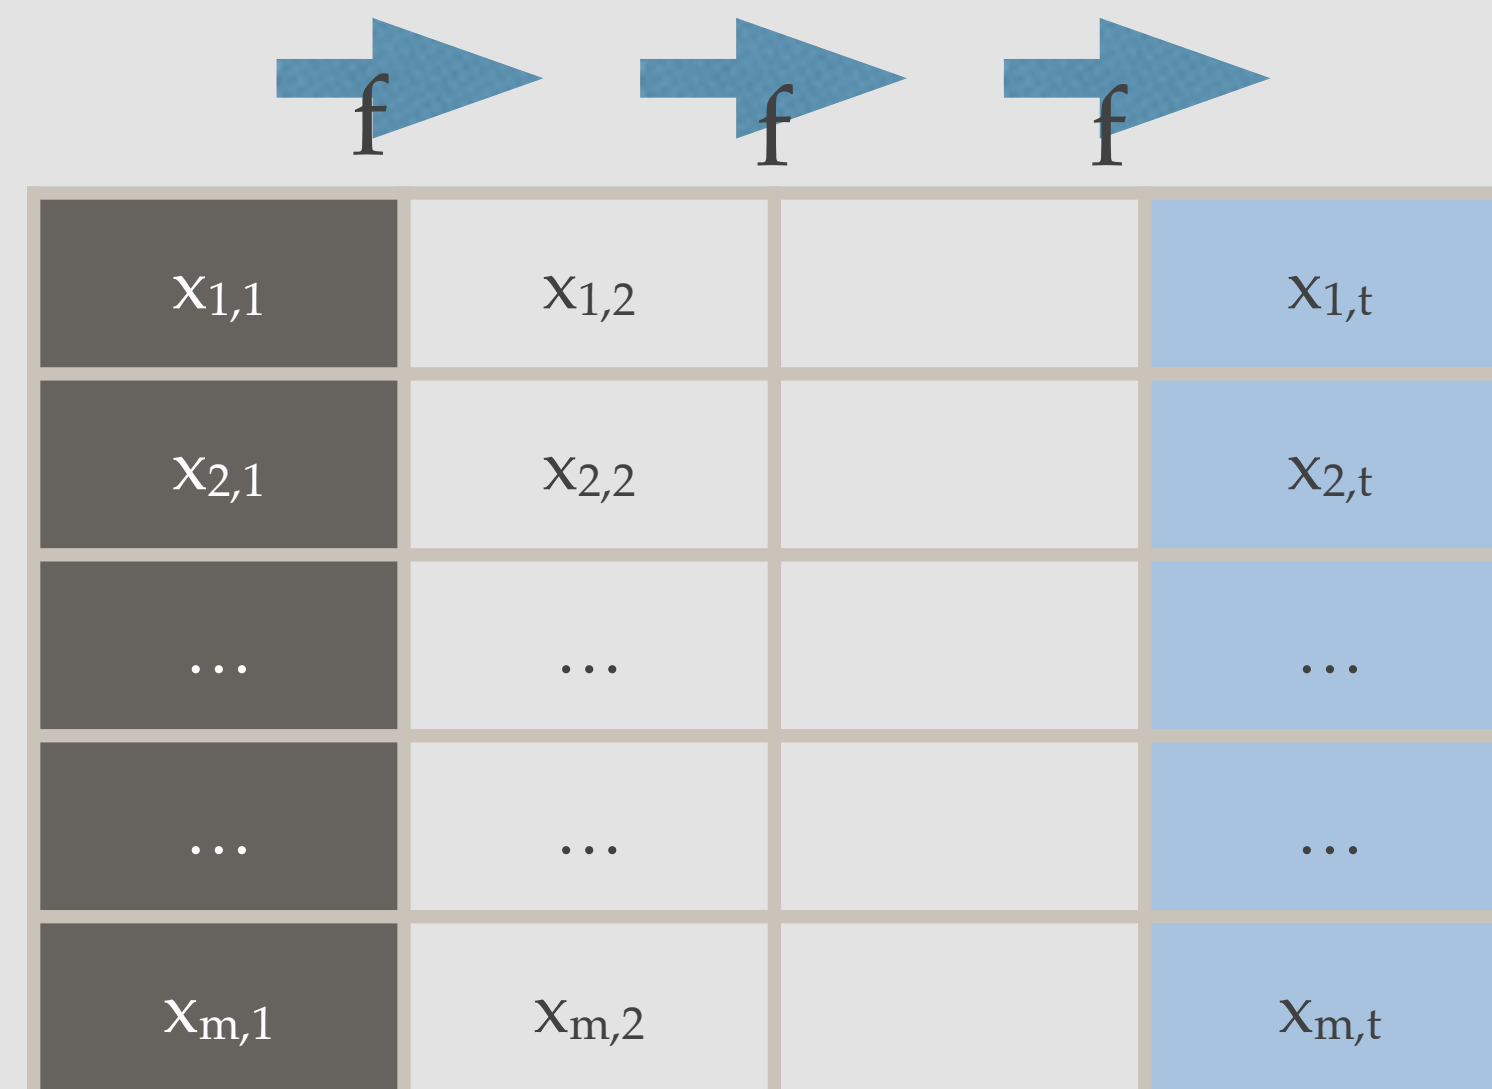 f f f
x1,1 x1,2 x1,t
x2,1 x2,2 x2,t
... ... ...
... ... ...
xm,1 xm,2 xm,t